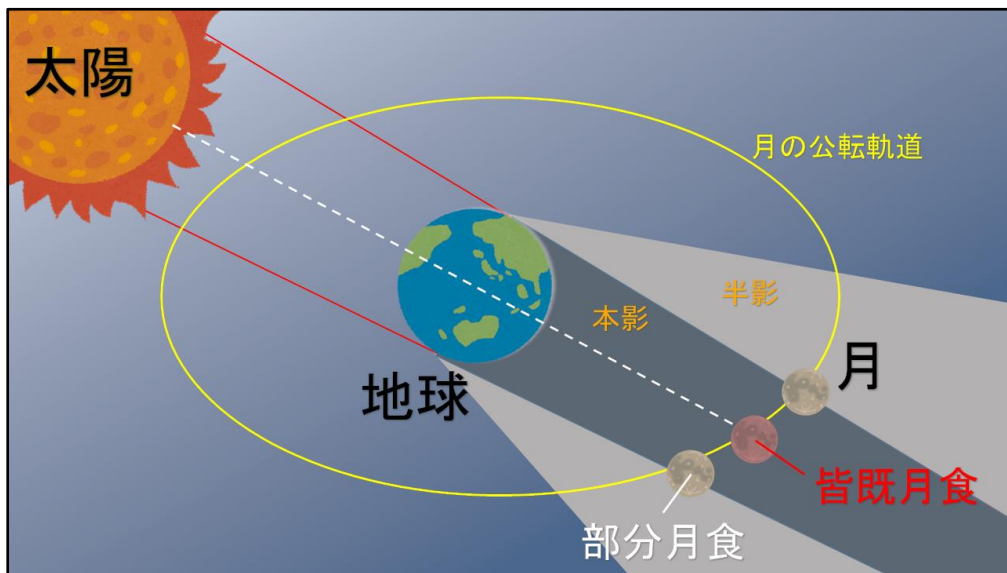 太陽
月の公転軌道
半影
本影
月
地球
皆既月食
部分月食